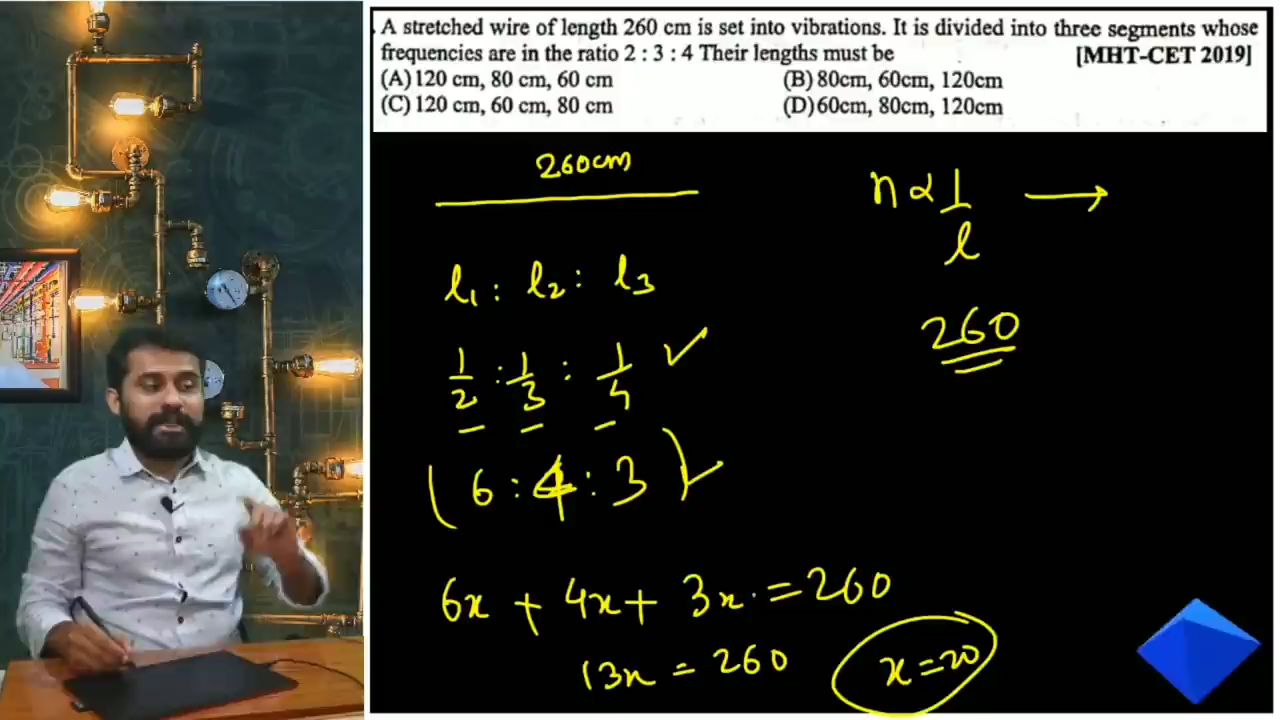 A stretched wire of length 260 cm is set into vibrations. It is divided into three segments whose
frequencies are in the ratio 2 : 3 : 4 Their lengths must be [MHT-CET 2019]
(A) 120 cm, 80 cm, 60 cm (B) 80cm, 60cm, 120cm
(C) 120 cm, 60 cm, 80 cm (D) 60cm, 80cm, 120cm
260cm
n ∝ 1/l →
l₁ : l₂ : l₃
260
1/2 : 1/3 : 1/4 ✓
(6 : 4 : 3)
6x + 4x + 3x = 260
13x = 260 x = 20